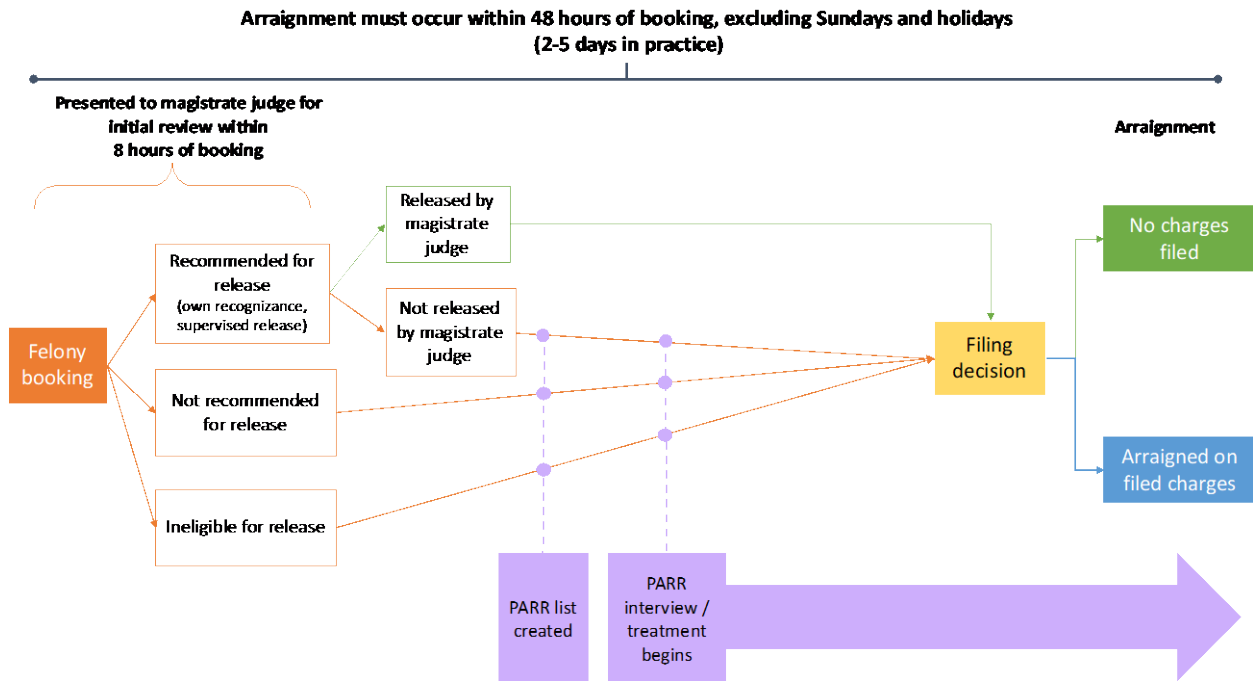 Arraignment must occur within 48 hours of booking, excluding Sundays and holidays
(2-5 days in practice)
Presented to magistrate judge for
initial review within
8 hours of booking
Arraignment
Released by
magistrate
judge
No charges
filed
Recommended for
release
(own recognizance,
supervised release)
Not released
by magistrate
judge
Felony
booking
Filing
decision
Not recommended
for release
Arraigned on
filed charges
Ineligible for release
PARR list
created
PARR
interview /
treatment
begins